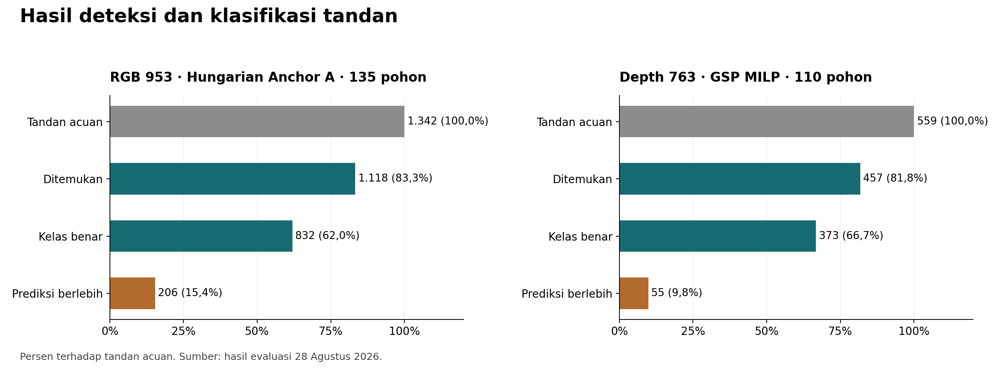 Hasil deteksi dan klasifikasi tandan
RGB 953 · Hungarian Anchor A · 135 pohon
Tandan acuan
1.342 (100,0%)
Ditemukan
1.118 (83,3%)
Kelas benar
832 (62,0%)
Prediksi berlebih
206 (15,4%)
0% 25% 50% 75% 100%
Depth 763 · GSP MILP · 110 pohon
Tandan acuan
559 (100,0%)
Ditemukan
457 (81,8%)
Kelas benar
373 (66,7%)
Prediksi berlebih
55 (9,8%)
0% 25% 50% 75% 100%
Persen terhadap tandan acuan. Sumber: hasil evaluasi 28 Agustus 2026.